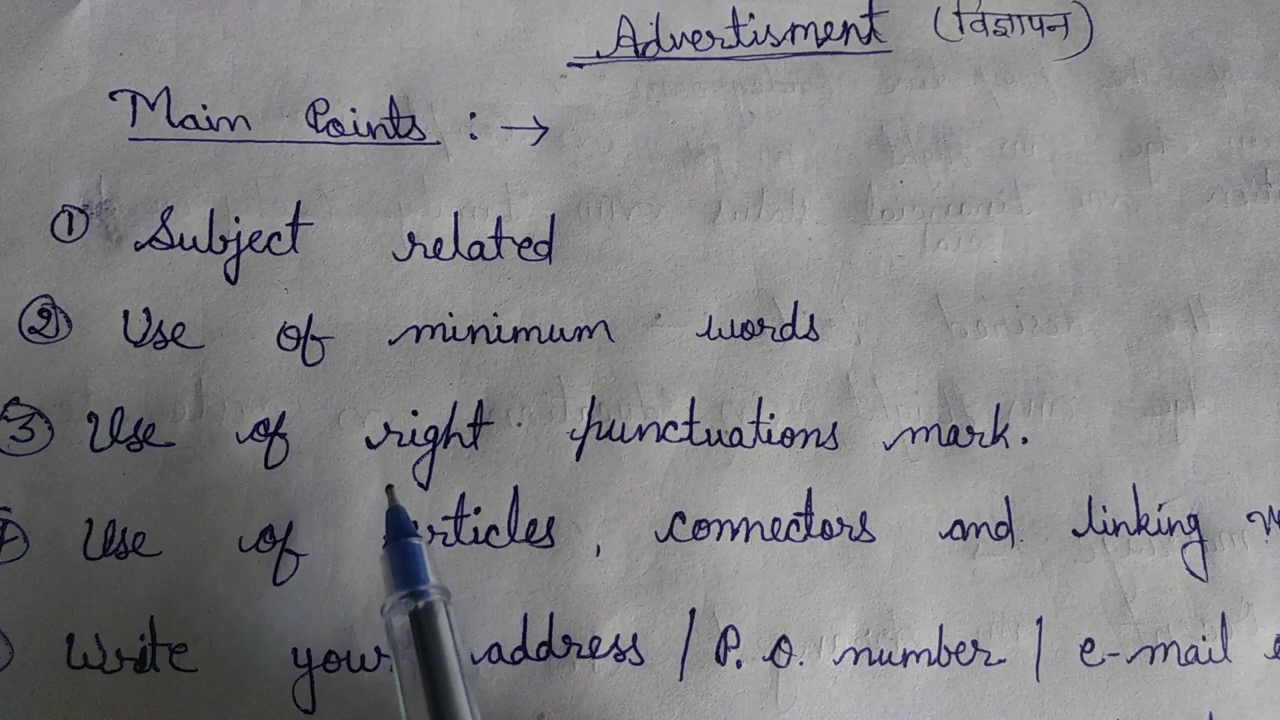 Advertisment (विज्ञापन)
Main Points : →
① Subject related
② Use of minimum words
③ Use of right punctuations mark.
Use of articles, connectors and linking
Write your address / P. O. number / e-mail